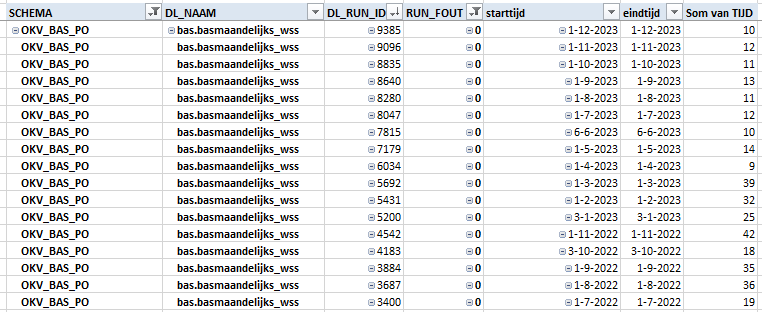 SCHEMA DL_NAAM DL_RUN_ID RUN_FOUT starttijd eindtijd Som van TIJD
OKV_BAS_PO bas.basmaandelijks_wss 9385 0 1-12-2023 1-12-2023 10
OKV_BAS_PO bas.basmaandelijks_wss 9096 0 1-11-2023 1-11-2023 12
OKV_BAS_PO bas.basmaandelijks_wss 8835 0 1-10-2023 1-10-2023 11
OKV_BAS_PO bas.basmaandelijks_wss 8640 0 1-9-2023 1-9-2023 13
OKV_BAS_PO bas.basmaandelijks_wss 8280 0 1-8-2023 1-8-2023 11
OKV_BAS_PO bas.basmaandelijks_wss 8047 0 1-7-2023 1-7-2023 12
OKV_BAS_PO bas.basmaandelijks_wss 7815 0 6-6-2023 6-6-2023 10
OKV_BAS_PO bas.basmaandelijks_wss 7179 0 1-5-2023 1-5-2023 14
OKV_BAS_PO bas.basmaandelijks_wss 6034 0 1-4-2023 1-4-2023 9
OKV_BAS_PO bas.basmaandelijks_wss 5692 0 1-3-2023 1-3-2023 39
OKV_BAS_PO bas.basmaandelijks_wss 5431 0 1-2-2023 1-2-2023 32
OKV_BAS_PO bas.basmaandelijks_wss 5200 0 3-1-2023 3-1-2023 25
OKV_BAS_PO bas.basmaandelijks_wss 4542 0 1-11-2022 1-11-2022 42
OKV_BAS_PO bas.basmaandelijks_wss 4183 0 3-10-2022 3-10-2022 18
OKV_BAS_PO bas.basmaandelijks_wss 3884 0 1-9-2022 1-9-2022 35
OKV_BAS_PO bas.basmaandelijks_wss 3687 0 1-8-2022 1-8-2022 36
OKV_BAS_PO bas.basmaandelijks_wss 3400 0 1-7-2022 1-7-2022 19